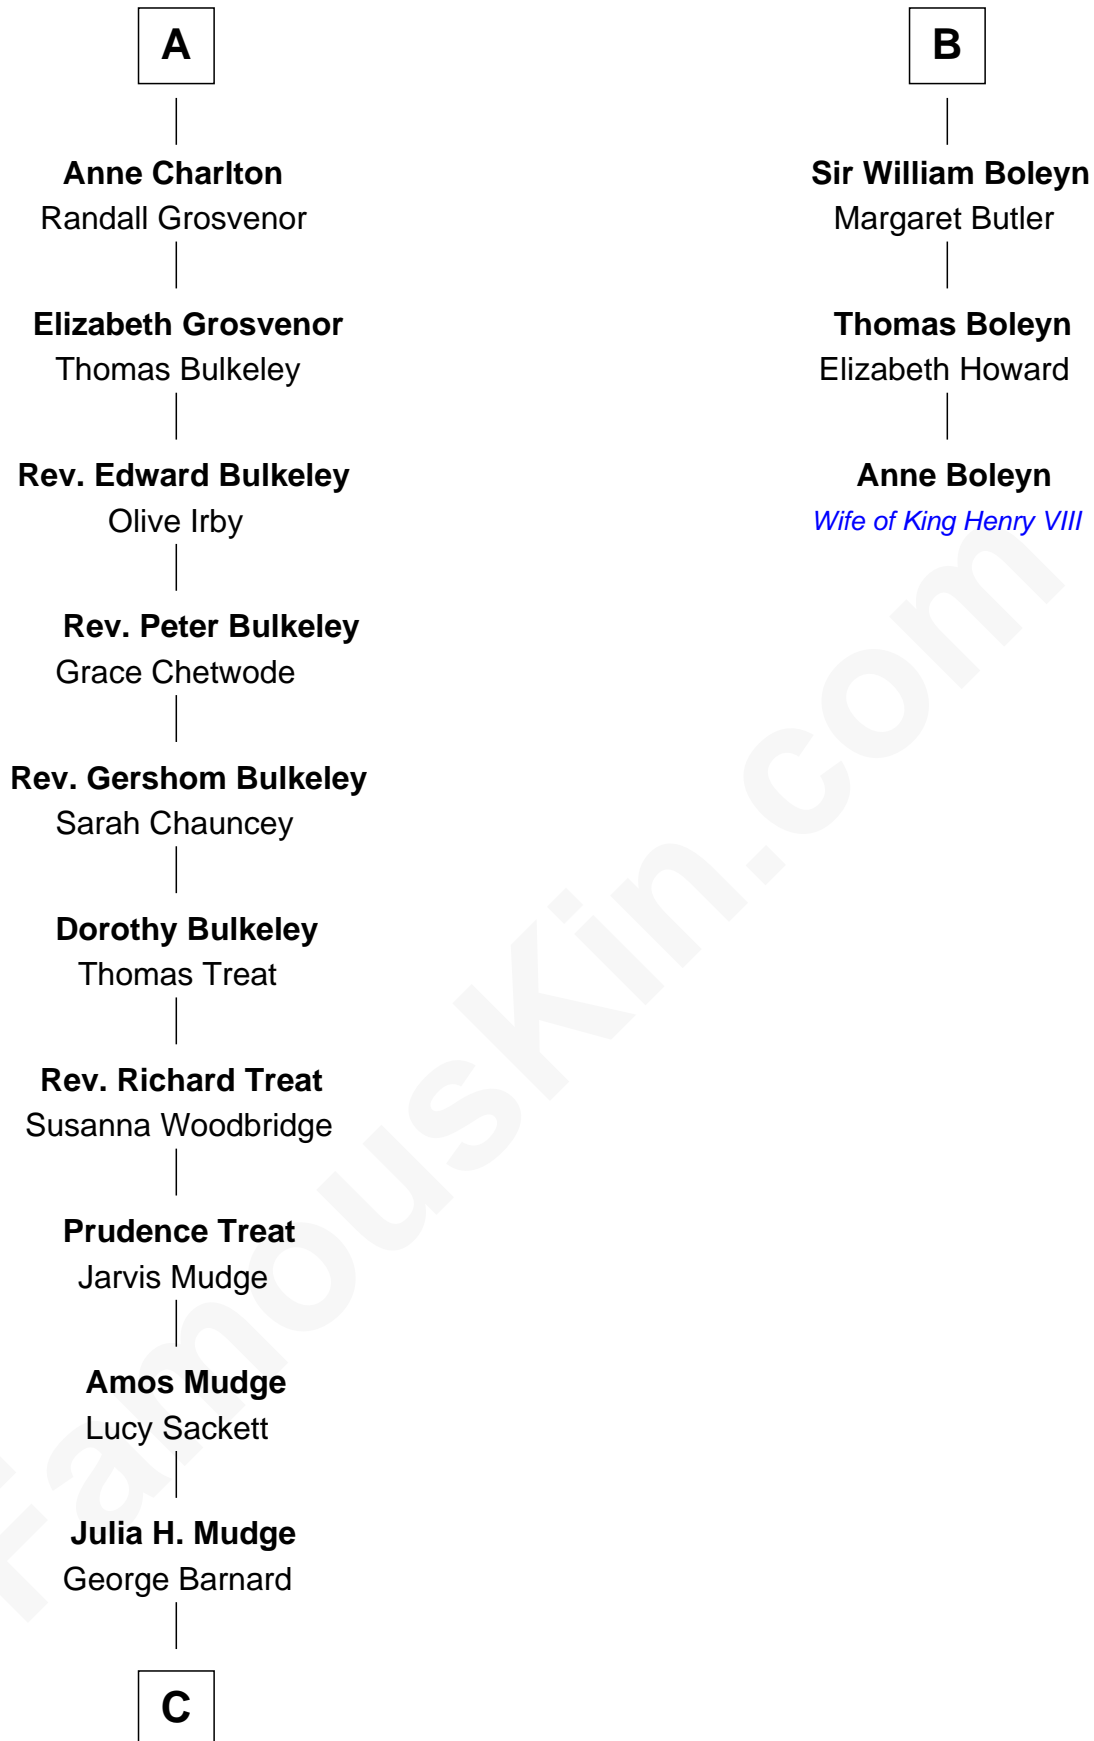 A
Anne Charlton
Randall Grosvenor
Elizabeth Grosvenor
Thomas Bulkeley
Rev. Edward Bulkeley
Olive Irby
Rev. Peter Bulkeley
Grace Chetwode
Rev. Gershom Bulkeley
Sarah Chauncey
Dorothy Bulkeley
Thomas Treat
Rev. Richard Treat
Susanna Woodbridge
Prudence Treat
Jarvis Mudge
Amos Mudge
Lucy Sackett
Julia H. Mudge
George Barnard
C
B
Sir William Boleyn
Margaret Butler
Thomas Boleyn
Elizabeth Howard
Anne Boleyn
Wife of King Henry VIII
FamousKin.com